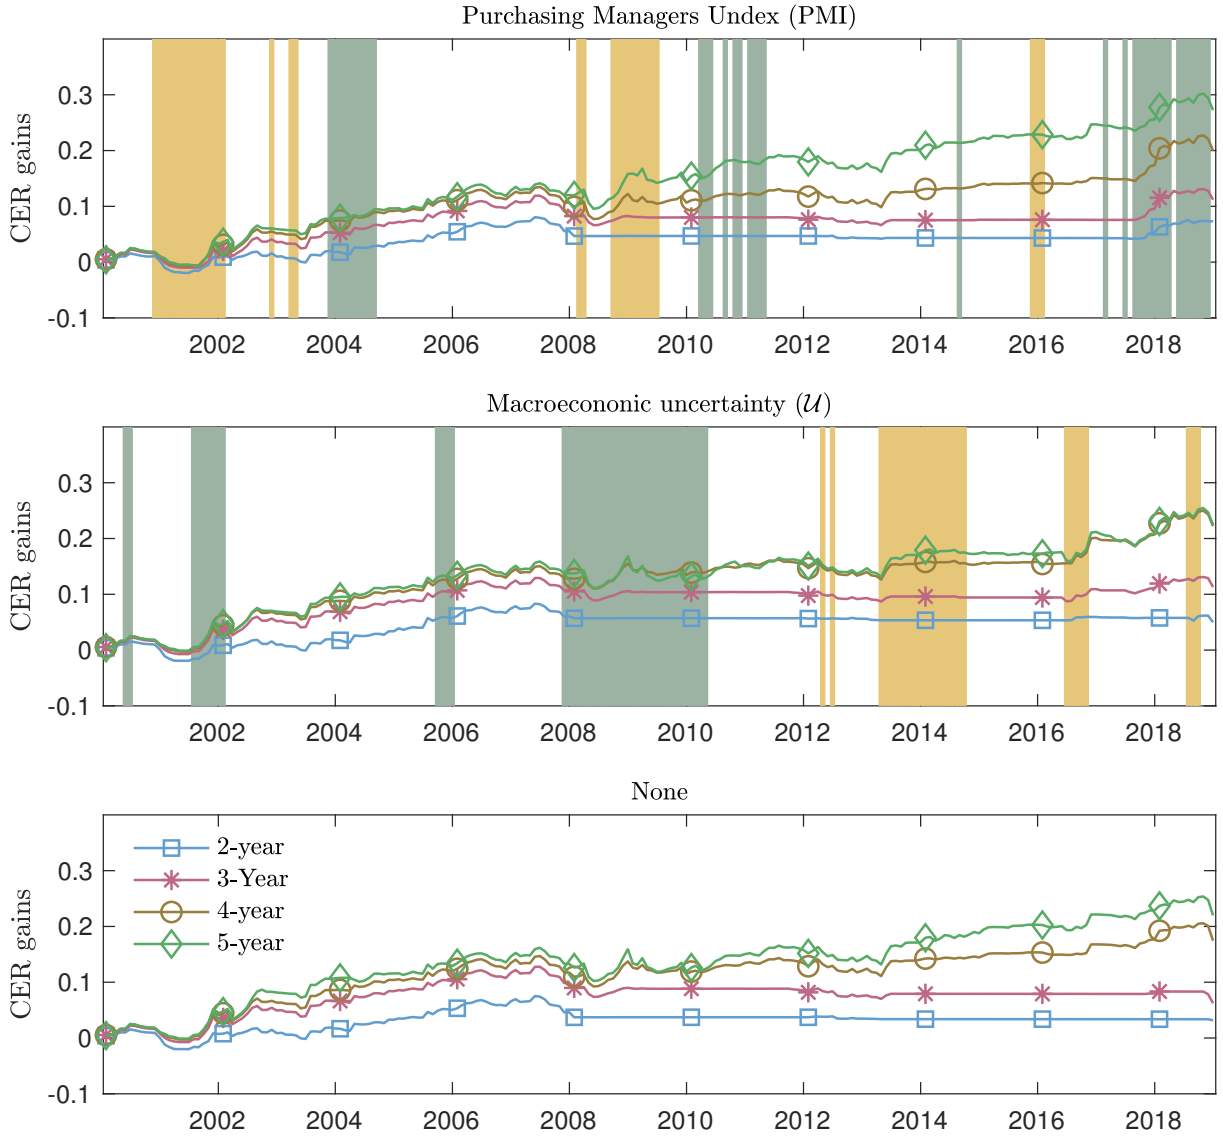 Purchasing Managers Undex (PMI)
CER gains
0.3
0.2
0.1
0
-0.1
2002 2004 2006 2008 2010 2012 2014 2016 2018
Macroecononic uncertainty (𝒰)
CER gains
0.3
0.2
0.1
0
-0.1
2002 2004 2006 2008 2010 2012 2014 2016 2018
None
CER gains
2-year
3-Year
4-year
5-year
0.3
0.2
0.1
0
-0.1
2002 2004 2006 2008 2010 2012 2014 2016 2018